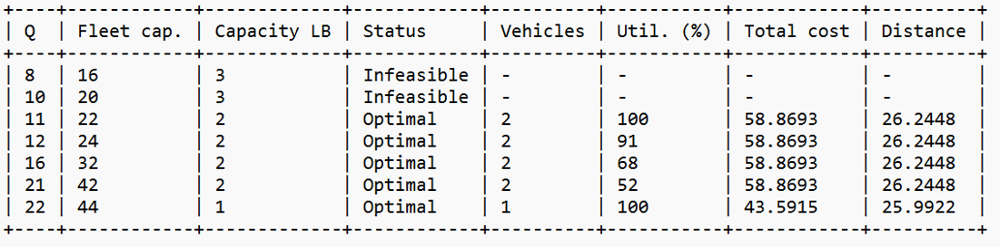 +----+------------+-------------+------------+----------+-----------+------------+----------+
| Q  | Fleet cap. | Capacity LB | Status     | Vehicles | Util. (%) | Total cost | Distance |
+----+------------+-------------+------------+----------+-----------+------------+----------+
| 8  | 16         | 3           | Infeasible | -        | -         | -          | -        |
| 10 | 20         | 3           | Infeasible | -        | -         | -          | -        |
| 11 | 22         | 2           | Optimal    | 2        | 100       | 58.8693    | 26.2448  |
| 12 | 24         | 2           | Optimal    | 2        | 91        | 58.8693    | 26.2448  |
| 16 | 32         | 2           | Optimal    | 2        | 68        | 58.8693    | 26.2448  |
| 21 | 42         | 2           | Optimal    | 2        | 52        | 58.8693    | 26.2448  |
| 22 | 44         | 1           | Optimal    | 1        | 100       | 43.5915    | 25.9922  |
+----+------------+-------------+------------+----------+-----------+------------+----------+